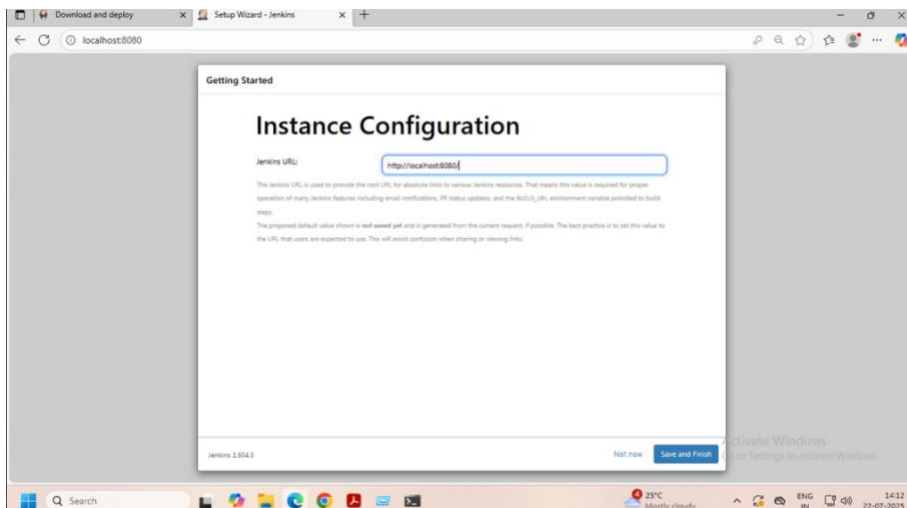 Download and deploy
Setup Wizard - Jenkins
localhost:8080
Getting Started
Instance Configuration
Jenkins URL:
http://localhost:8080/
The Jenkins URL is used to provide the root URL for absolute links to various Jenkins resources. That means this value is required for proper
operation of many Jenkins features including email notifications, PR status updates, and the BUILD_URL environment variable provided to build
steps.
The proposed default value shown is not saved yet and is generated from the current request, if possible. The best practice is to set this value to
the URL that users are expected to use. This will avoid confusion when sharing or viewing links.
Jenkins 2.504.3
Not now
Save and Finish
Activate Windows
Go to Settings to activate Windows.
Search
4
25°C
Mostly cloudy
ENG
IN
14:12
22-07-2025